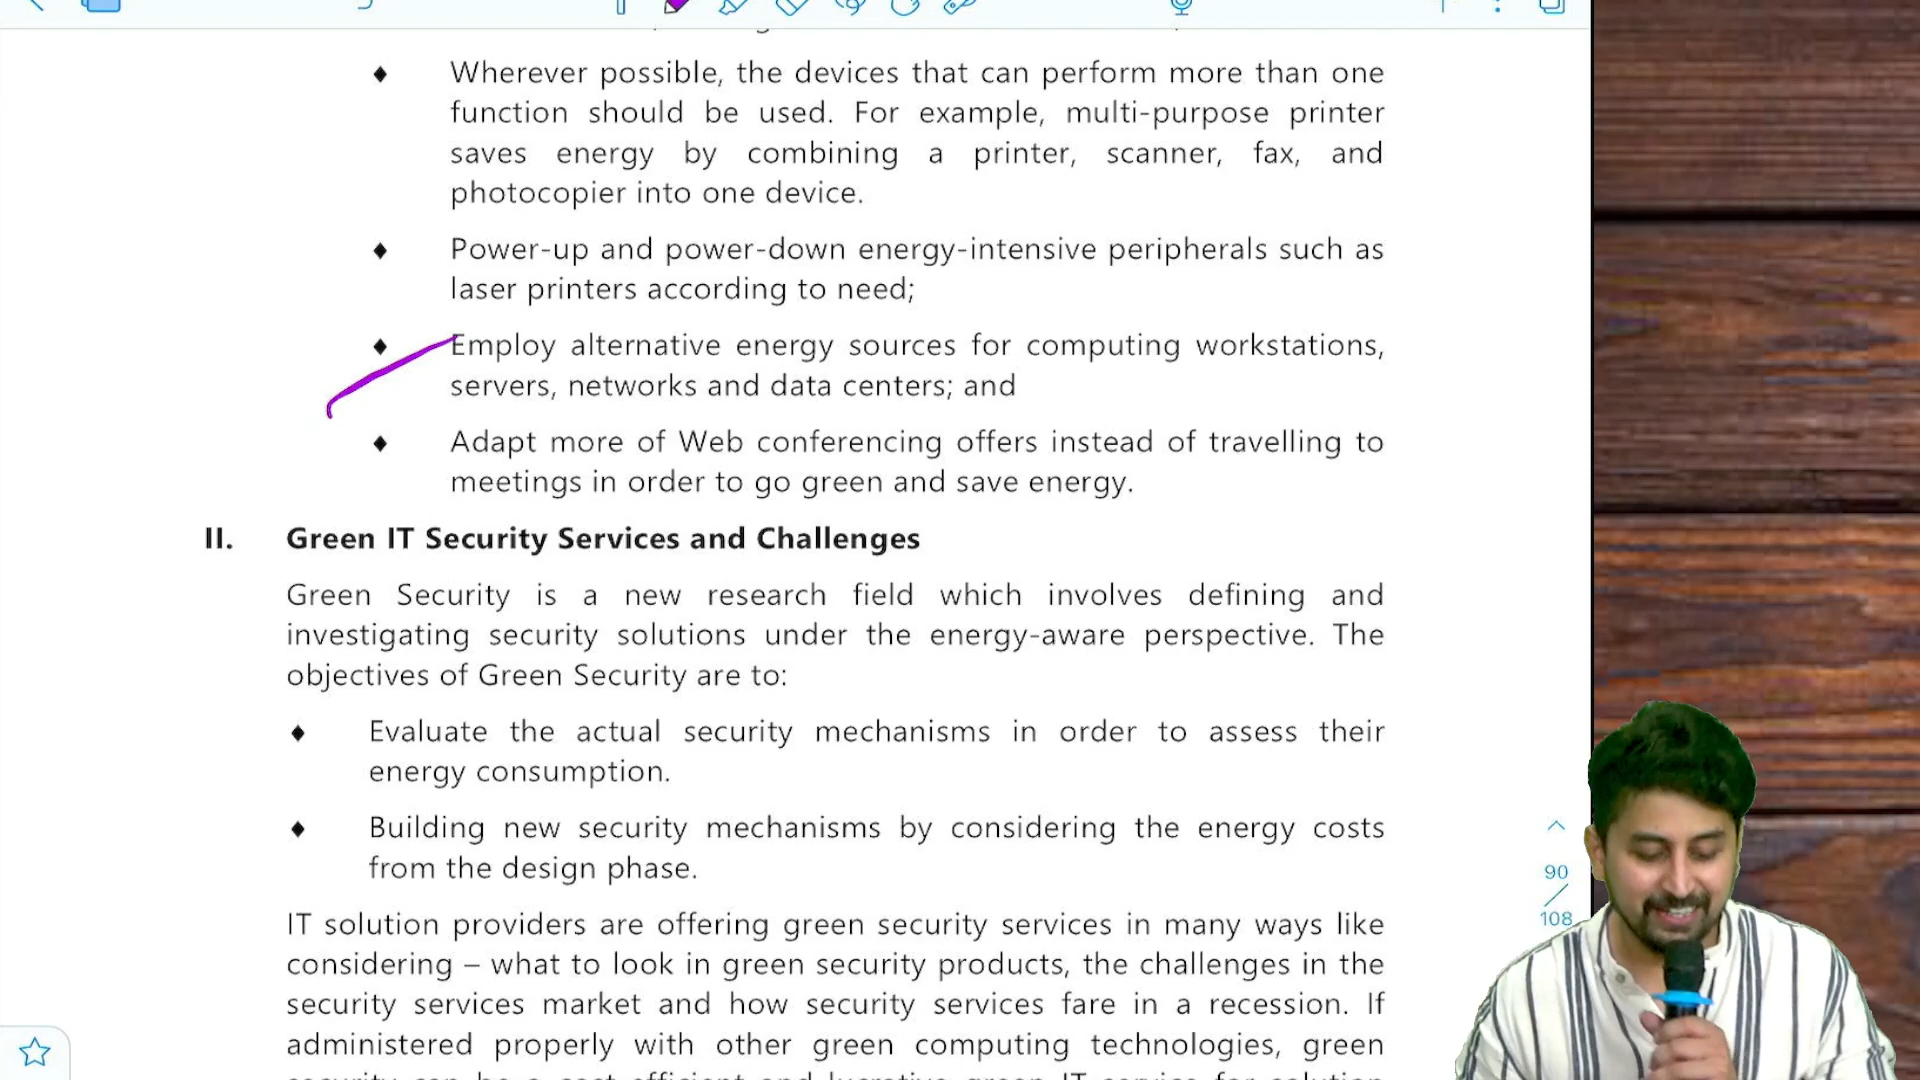 Wherever possible, the devices that can perform more than one
function should be used. For example, multi-purpose printer
saves energy by combining a printer, scanner, fax, and
photocopier into one device.
Power-up and power-down energy-intensive peripherals such as
laser printers according to need;
Employ alternative energy sources for computing workstations,
servers, networks and data centers; and
Adapt more of Web conferencing offers instead of travelling to
meetings in order to go green and save energy.
II. Green IT Security Services and Challenges
Green Security is a new research field which involves defining and
investigating security solutions under the energy-aware perspective. The
objectives of Green Security are to:
Evaluate the actual security mechanisms in order to assess their
energy consumption.
Building new security mechanisms by considering the energy costs
from the design phase.
IT solution providers are offering green security services in many ways like
considering – what to look in green security products, the challenges in the
security services market and how security services fare in a recession. If
administered properly with other green computing technologies, green
90
108